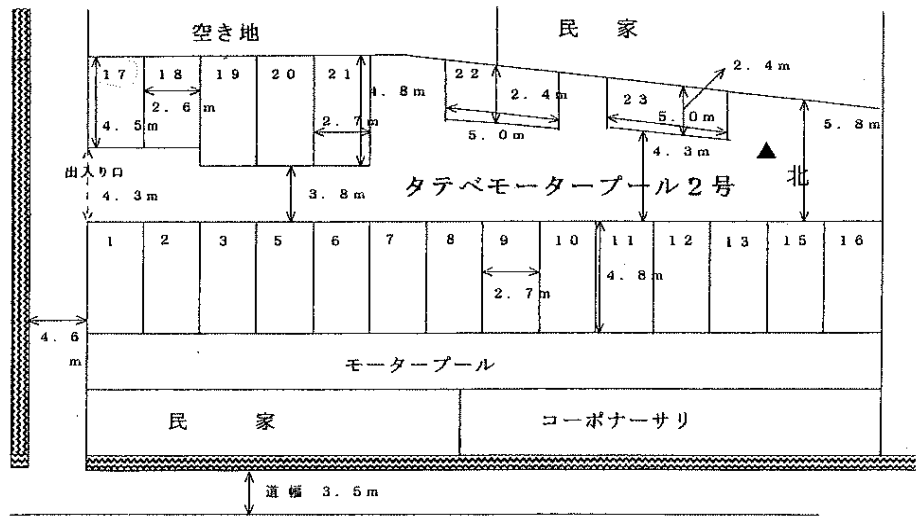 空き地
民 家
17 18 19 20 21
22
23
2.4m
2.6m
4.5m
2.7m
4.8m
2.4m
5.0m
5.0m
4.3m
5.8m
出入り口
4.3m
3.8m
タテベモータープール2号
北
1 2 3 5 6 7 8 9 10 11 12 13 15 16
2.7m
4.8m
4.6m
モータープール
民 家
コーポナーサリ
道幅 3.5m